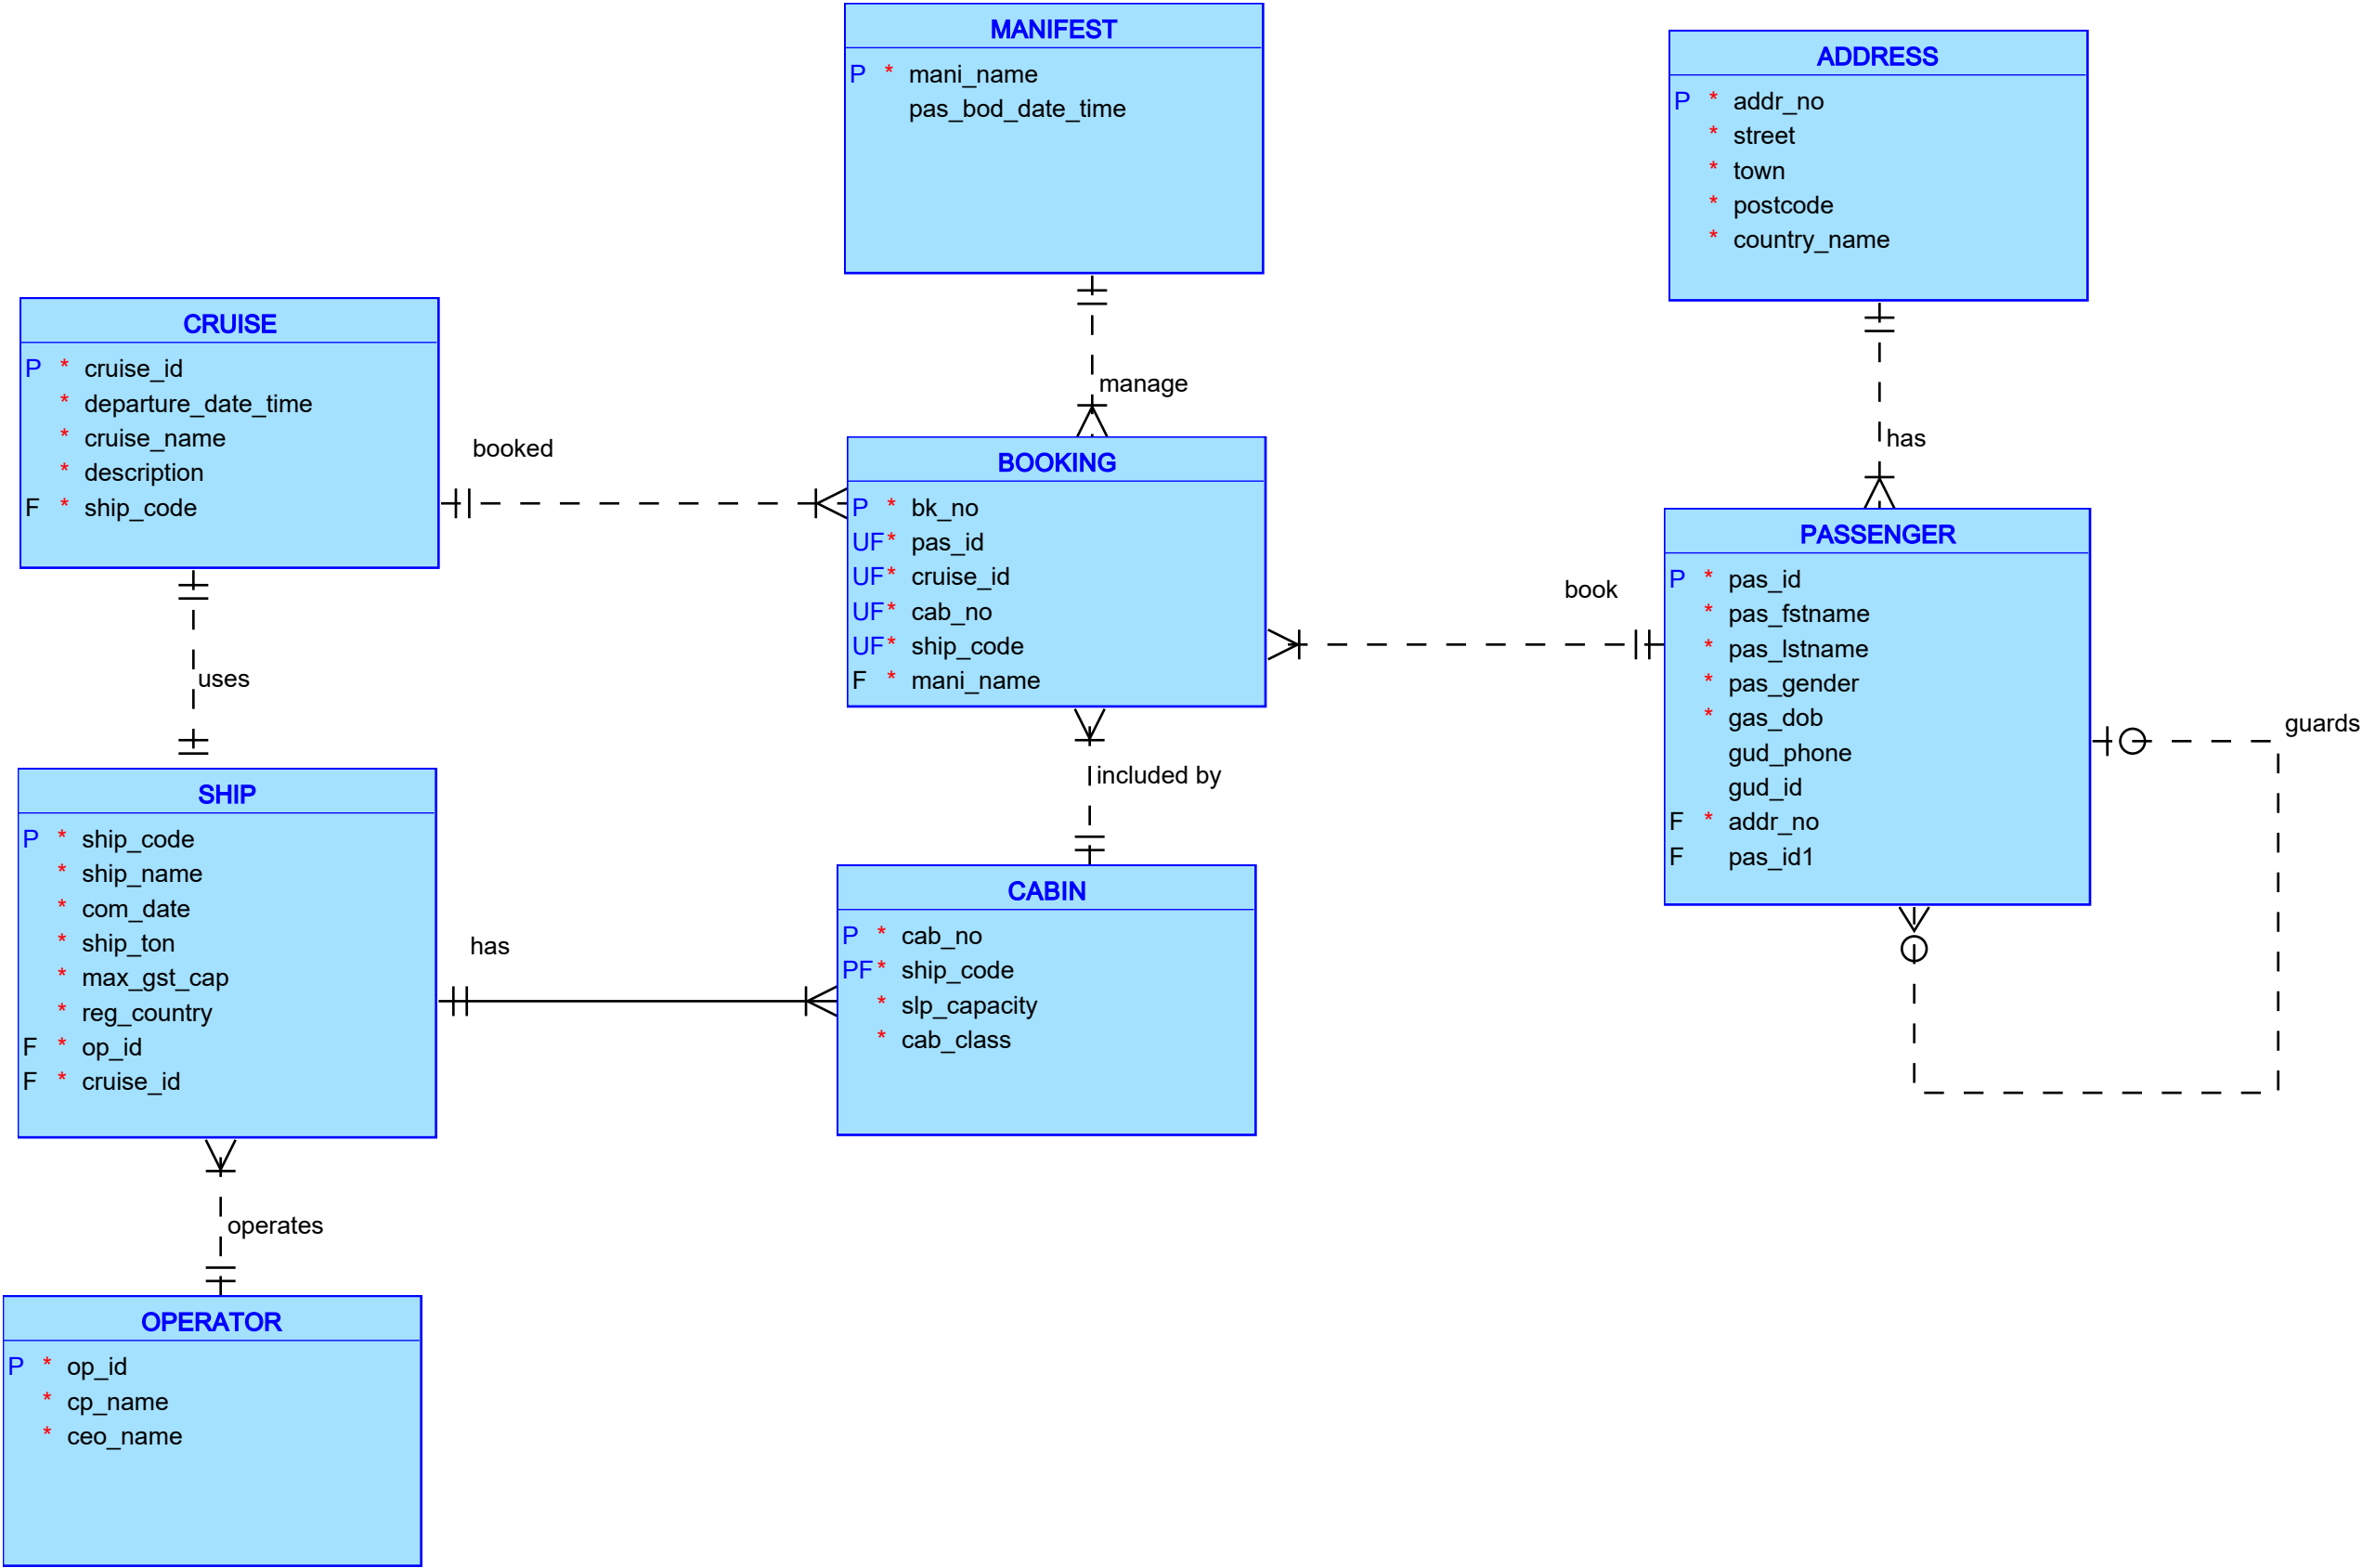 MANIFEST
P * mani_name
pas_bod_date_time
ADDRESS
P * addr_no
* street
* town
* postcode
* country_name
CRUISE
P * cruise_id
* departure_date_time
* cruise_name
* description
F * ship_code
booked
manage
has
BOOKING
P * bk_no
UF * pas_id
UF * cruise_id
UF * cab_no
UF * ship_code
F * mani_name
book
PASSENGER
P * pas_id
* pas_fstname
* pas_lstname
* pas_gender
* gas_dob
gud_phone
gud_id
F * addr_no
F pas_id1
guards
uses
included by
SHIP
P * ship_code
* ship_name
* com_date
* ship_ton
* max_gst_cap
* reg_country
F * op_id
F * cruise_id
has
CABIN
P * cab_no
PF * ship_code
* slp_capacity
* cab_class
operates
OPERATOR
P * op_id
* cp_name
* ceo_name